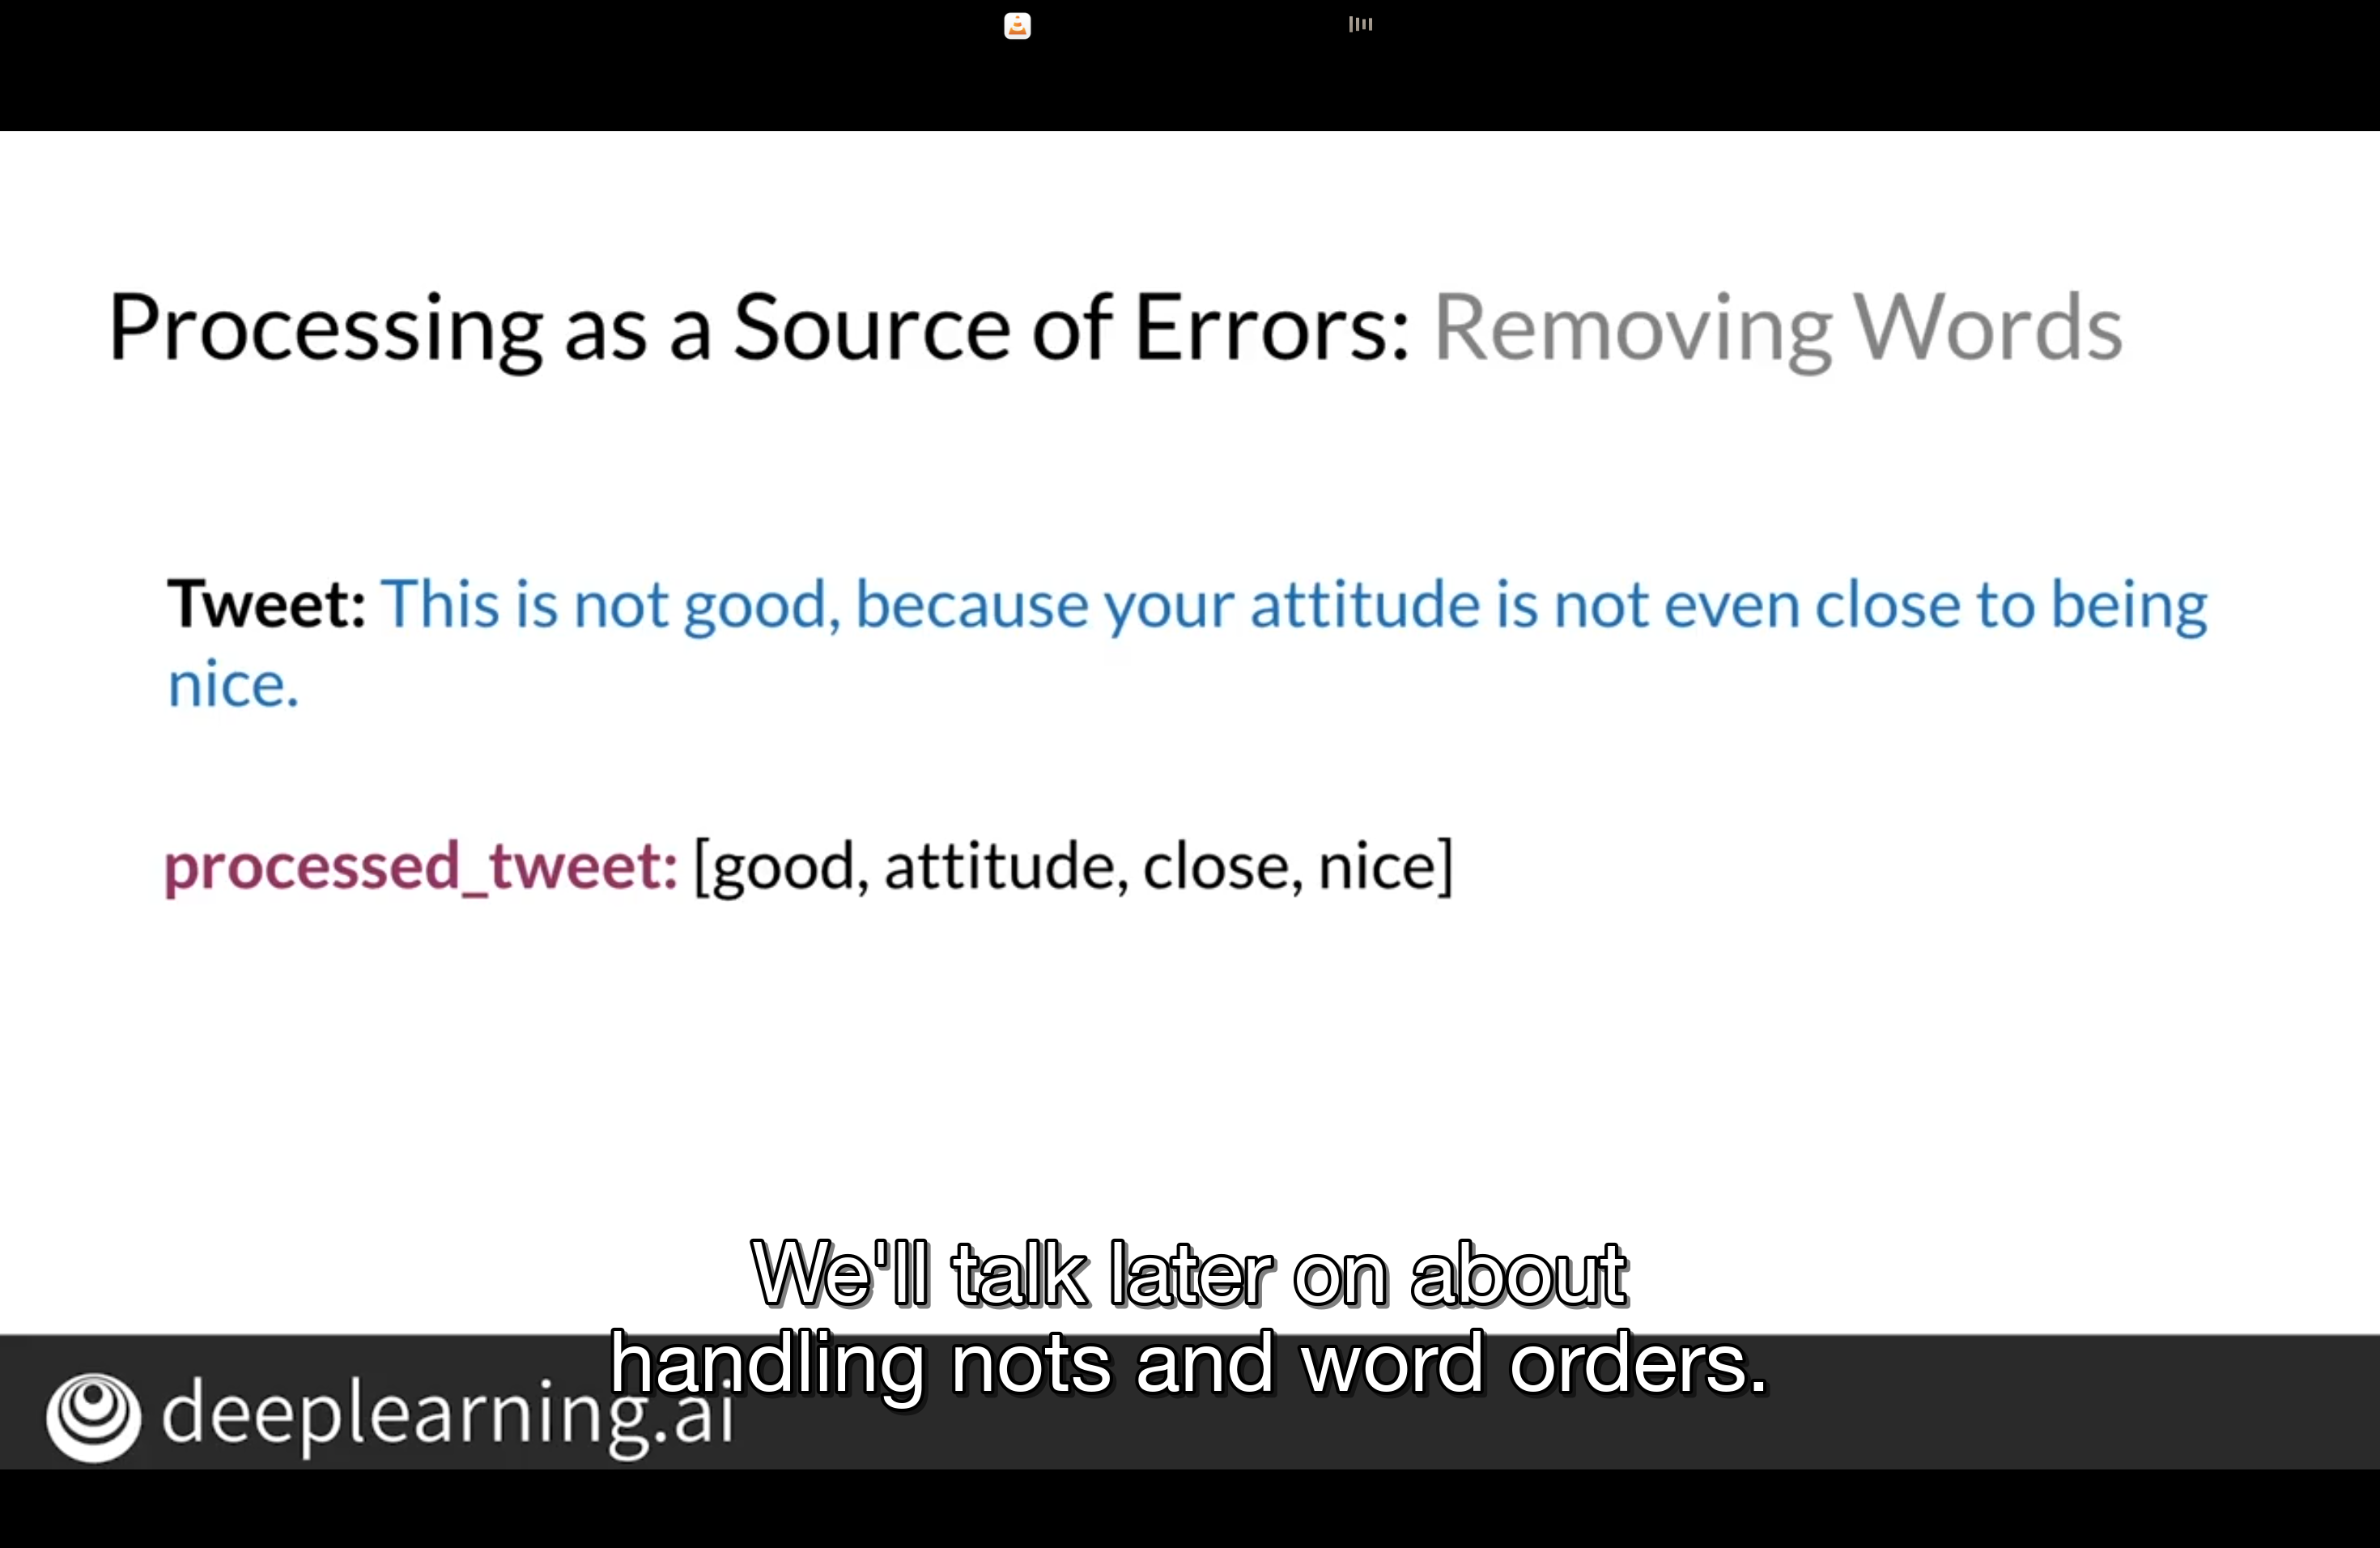 Processing as a Source of Errors: Removing Words
Tweet: This is not good, because your attitude is not even close to being
nice.
processed_tweet: [good, attitude, close, nice]
We'll talk later on about
handling nots and word orders.
deeplearning.ai